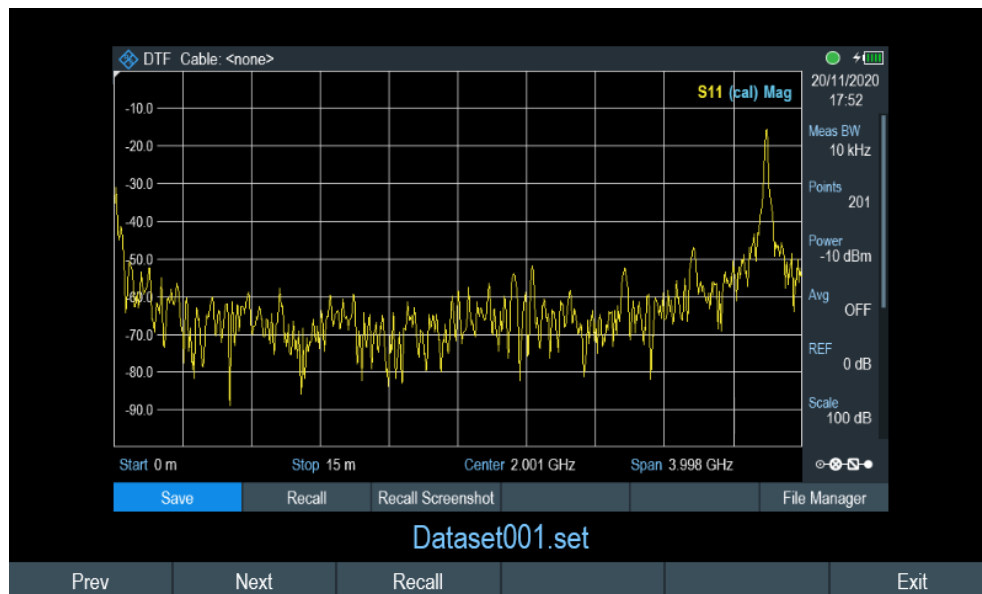 DTF Cable: <none>
20/11/2020
17:52
S11 (cal) Mag
-10.0
-20.0
-30.0
-40.0
-50.0
-60.0
-70.0
-80.0
-90.0
Meas BW
10 kHz
Points
201
Power
-10 dBm
Avg
OFF
REF
0 dB
Scale
100 dB
Start 0 m Stop 15 m Center 2.001 GHz Span 3.998 GHz
Save Recall Recall Screenshot File Manager
Dataset001.set
Prev Next Recall Exit